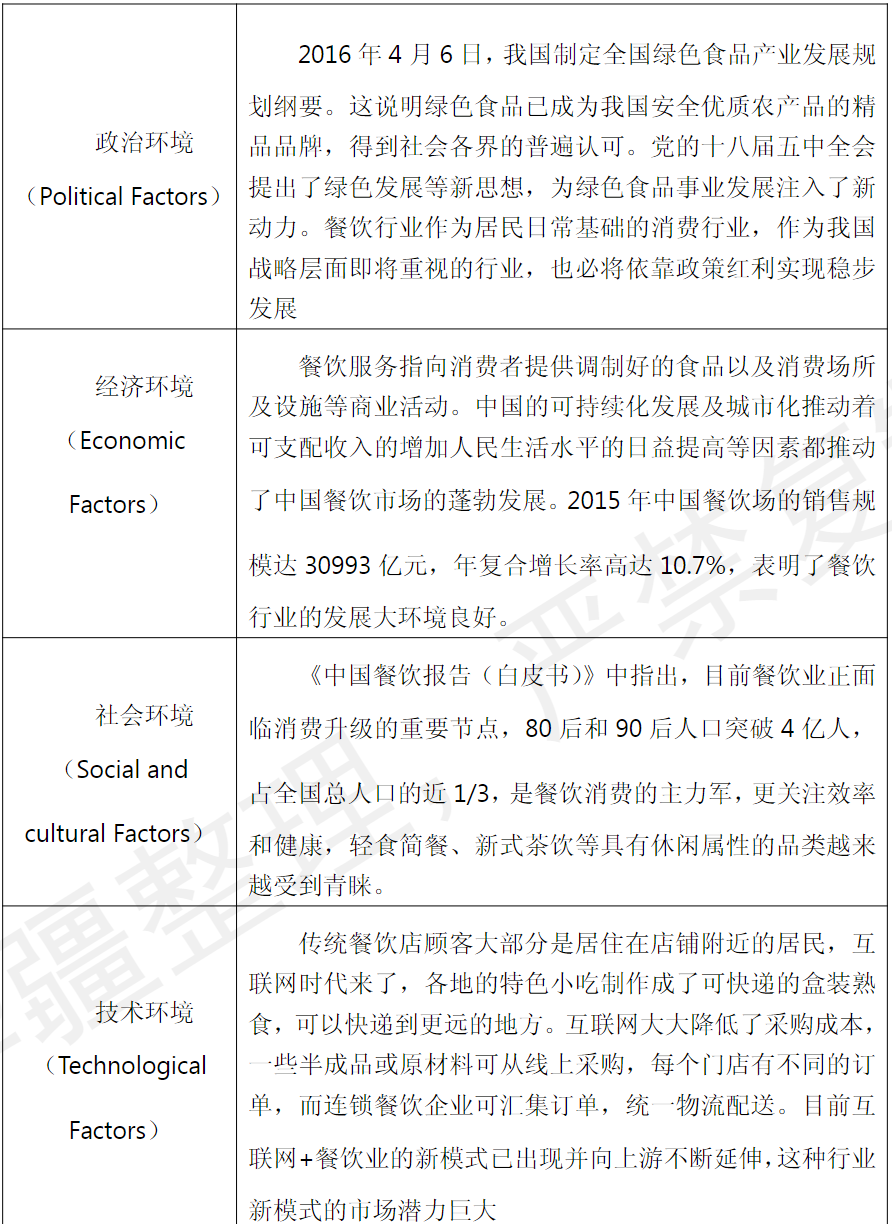 政治环境
（Political Factors）
2016 年 4 月 6 日，我国制定全国绿色食品产业发展规
划纲要。这说明绿色食品已成为我国安全优质农产品的精
品品牌，得到社会各界的普遍认可。党的十八届五中全会
提出了绿色发展等新思想，为绿色食品事业发展注入了新
动力。餐饮行业作为居民日常基础的消费行业，作为我国
战略层面即将重视的行业，也必将依靠政策红利实现稳步
发展
经济环境
（Economic
Factors）
餐饮服务指向消费者提供调制好的食品以及消费场所
及设施等商业活动。中国的可持续化发展及城市化推动着
可支配收入的增加人民生活水平的日益提高等因素都推动
了中国餐饮市场的蓬勃发展。2015 年中国餐饮场的销售规
模达 30993 亿元，年复合增长率高达 10.7%，表明了餐饮
行业的发展大环境良好。
社会环境
（Social and
cultural Factors）
《中国餐饮报告（白皮书）》中指出，目前餐饮业正面
临消费升级的重要节点，80 后和 90 后人口突破 4 亿人，
占全国总人口的近 1/3，是餐饮消费的主力军，更关注效率
和健康，轻食简餐、新式茶饮等具有休闲属性的品类越来
越受到青睐。
技术环境
（Technological
Factors）
传统餐饮店顾客大部分是居住在店铺附近的居民，互
联网时代来了，各地的特色小吃制作成了可快递的盒装熟
食，可以快递到更远的地方。互联网大大降低了采购成本，
一些半成品或原材料可从线上采购，每个门店有不同的订
单，而连锁餐饮企业可汇集订单，统一物流配送。目前互
联网+餐饮业的新模式已出现并向上游不断延伸，这种行业
新模式的市场潜力巨大
疆整理，严禁复